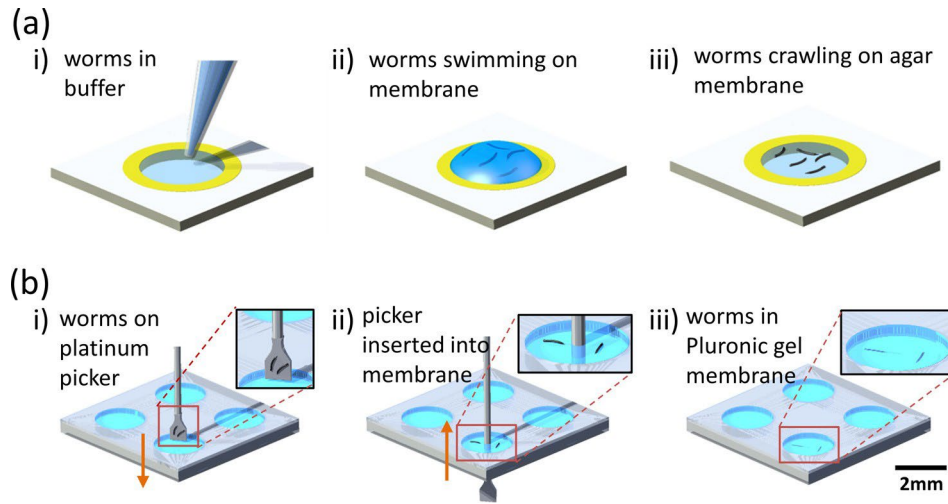 (a)
i) worms in
buffer
ii) worms swimming on
membrane
iii) worms crawling on agar
membrane
(b)
i) worms on
platinum
picker
ii) picker
inserted into
membrane
iii) worms in
Pluronic gel
membrane
2mm